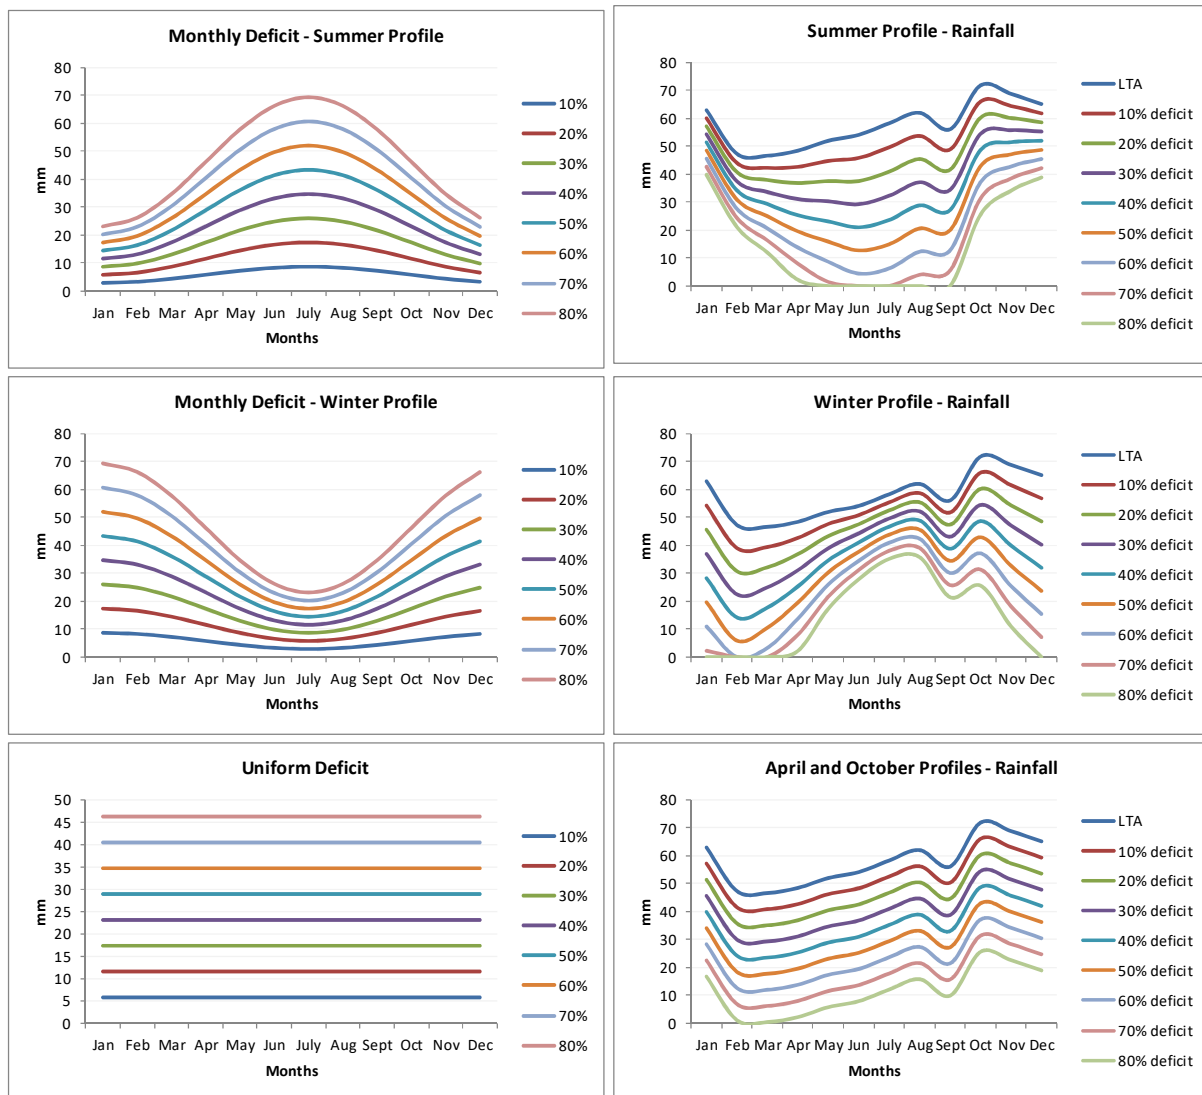 Monthly Deficit - Summer Profile
80
70
60
50
40
30
20
10
0
mm
Jan Feb Mar Apr May Jun July Aug Sept Oct Nov Dec
Months
10%
20%
30%
40%
50%
60%
70%
80%
Summer Profile - Rainfall
80
70
60
50
40
30
20
10
0
mm
Jan Feb Mar Apr May Jun July Aug Sept Oct Nov Dec
Months
LTA
10% deficit
20% deficit
30% deficit
40% deficit
50% deficit
60% deficit
70% deficit
80% deficit
Monthly Deficit - Winter Profile
80
70
60
50
40
30
20
10
0
mm
Jan Feb Mar Apr May Jun July Aug Sept Oct Nov Dec
Months
10%
20%
30%
40%
50%
60%
70%
80%
Winter Profile - Rainfall
80
70
60
50
40
30
20
10
0
mm
Jan Feb Mar Apr May Jun July Aug Sept Oct Nov Dec
Months
LTA
10% deficit
20% deficit
30% deficit
40% deficit
50% deficit
60% deficit
70% deficit
80% deficit
Uniform Deficit
50
45
40
35
30
25
20
15
10
5
0
mm
Jan Feb Mar Apr May Jun July Aug Sept Oct Nov Dec
Months
10%
20%
30%
40%
50%
60%
70%
80%
April and October Profiles - Rainfall
80
70
60
50
40
30
20
10
0
mm
Jan Feb Mar Apr May Jun July Aug Sept Oct Nov Dec
Months
LTA
10% deficit
20% deficit
30% deficit
40% deficit
50% deficit
60% deficit
70% deficit
80% deficit